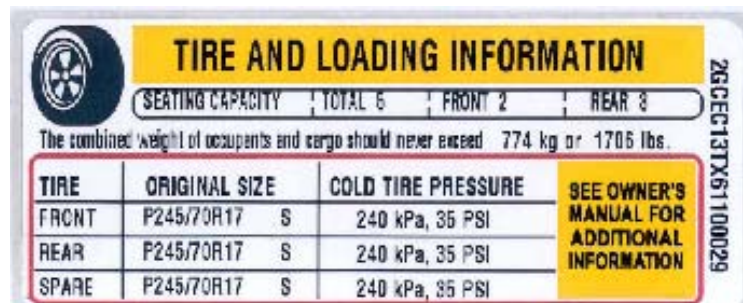 TIRE AND LOADING INFORMATION
SEATING CAPACITY TOTAL 5 FRONT 2 REAR 3
The combined weight of occupants and cargo should never exceed 774 kg or 1706 lbs.
TIRE ORIGINAL SIZE COLD TIRE PRESSURE
FRONT P245/70R17 S 240 kPa, 35 PSI
REAR P245/70R17 S 240 kPa, 35 PSI
SPARE P245/70R17 S 240 kPa, 35 PSI
SEE OWNER'S
MANUAL FOR
ADDITIONAL
INFORMATION
2GCEC13TX61100029